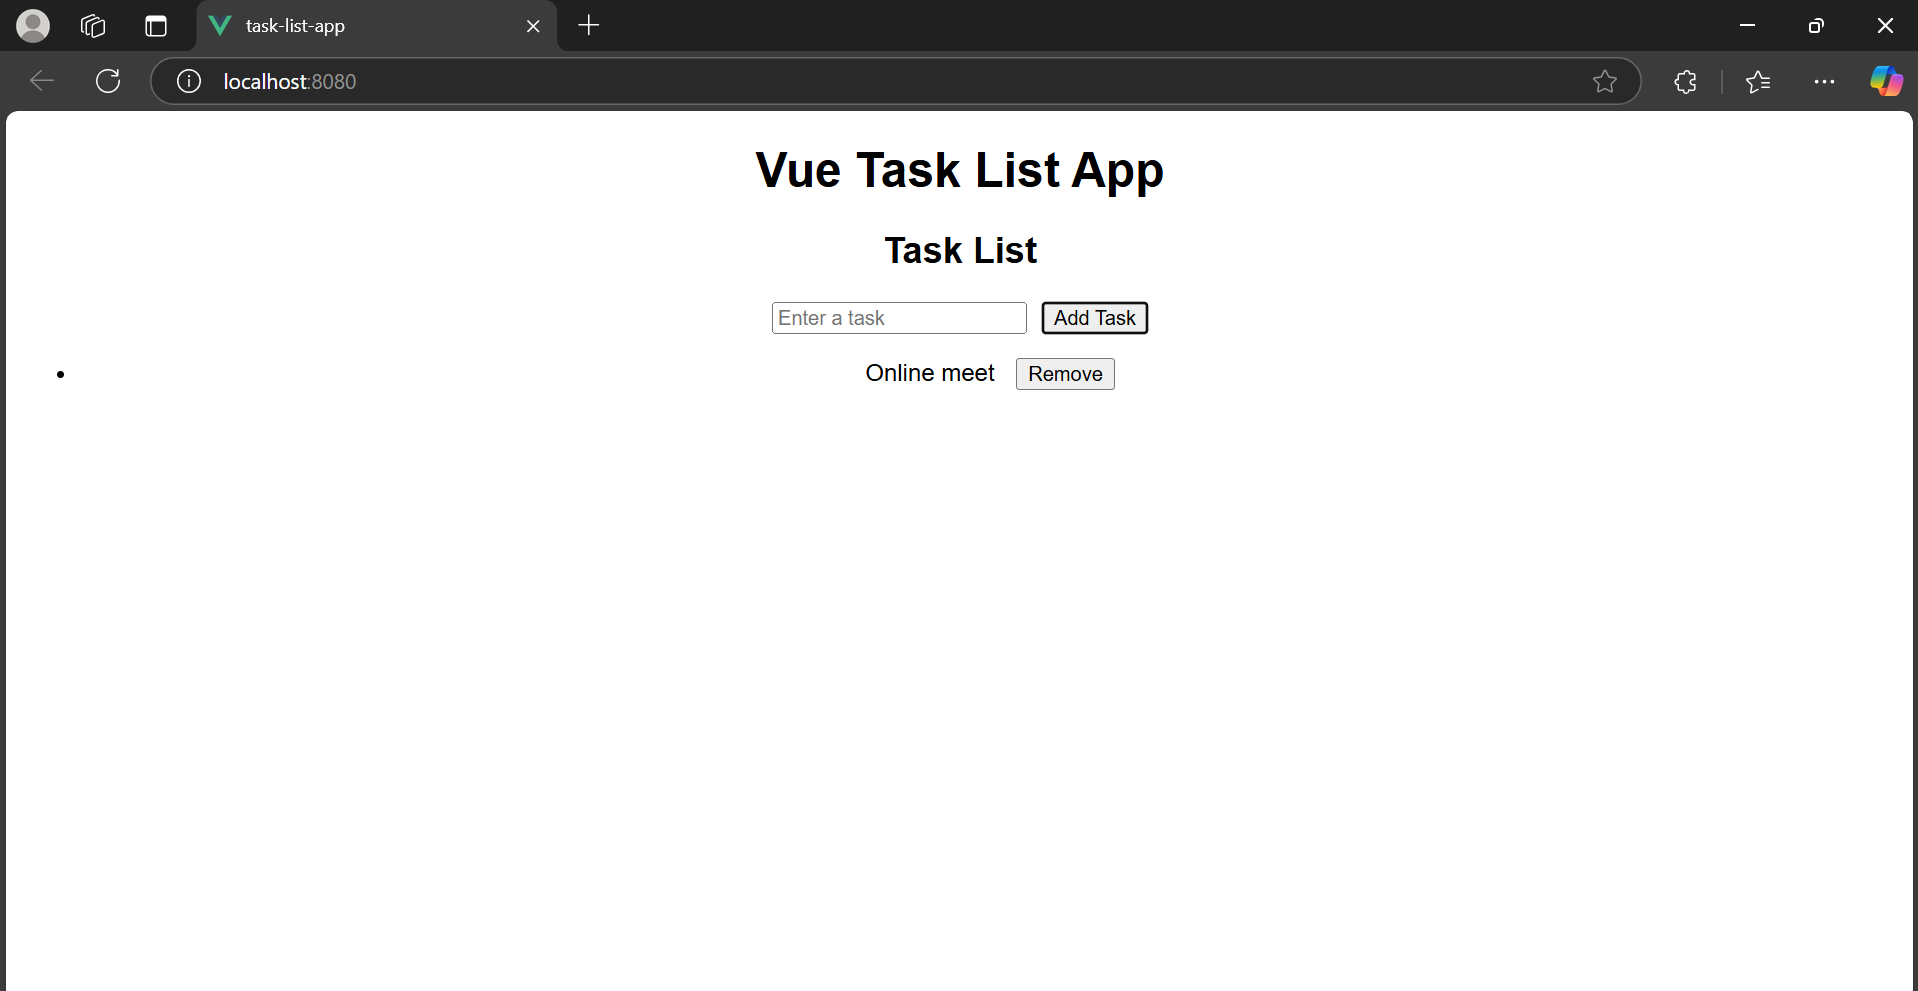 task-list-app
localhost:8080
Vue Task List App
Task List
Enter a task Add Task
• Online meet Remove